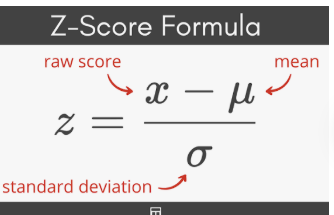 Z-Score Formula
raw score
mean
z = x − μ / σ
standard deviation